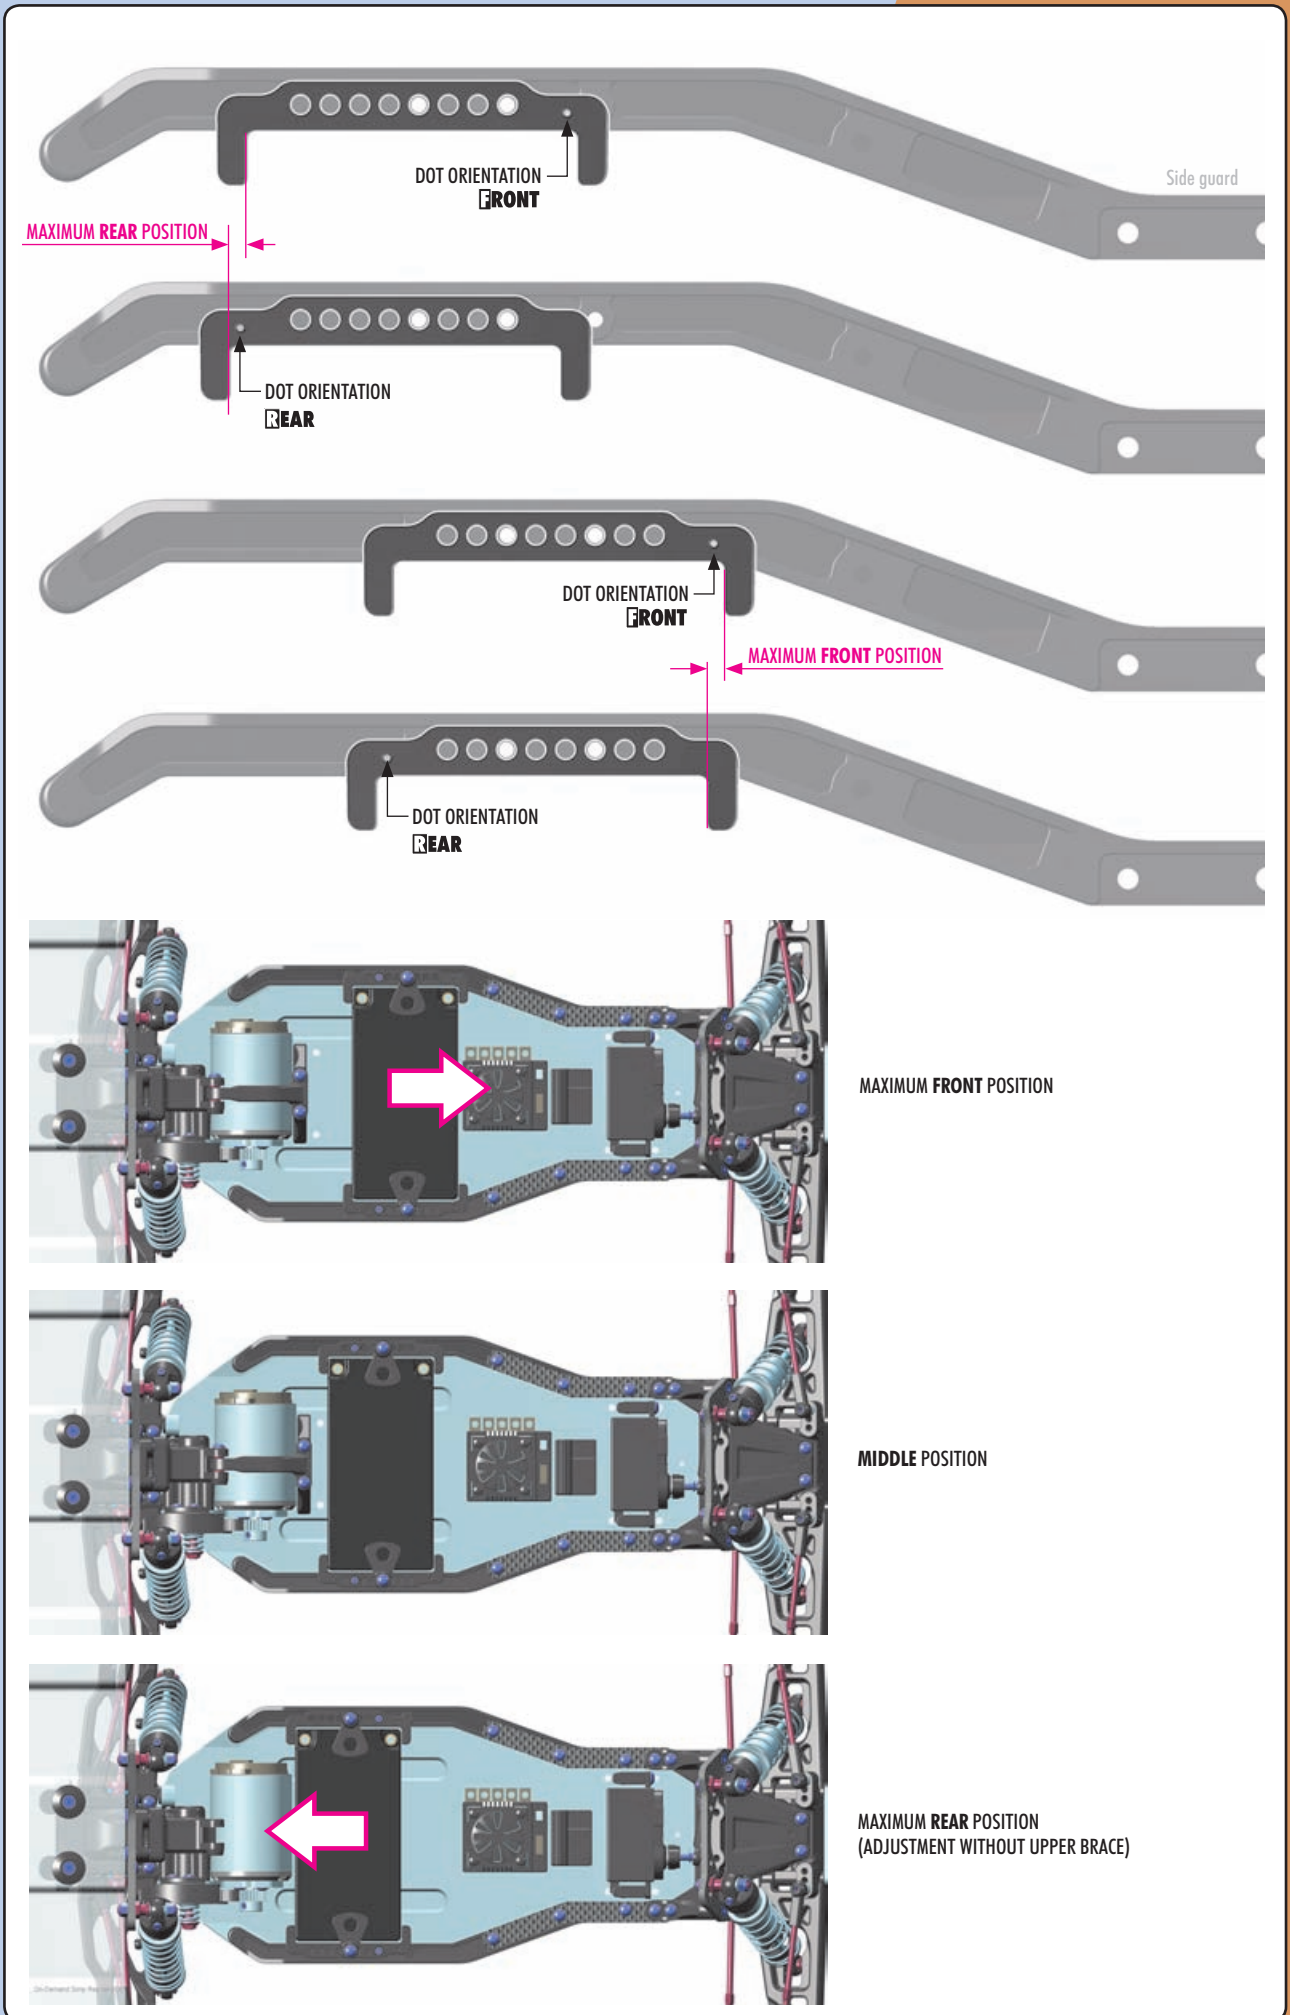 Side guard
DOT ORIENTATION
FRONT
MAXIMUM REAR POSITION
DOT ORIENTATION
REAR
DOT ORIENTATION
FRONT
MAXIMUM FRONT POSITION
DOT ORIENTATION
REAR
MAXIMUM FRONT POSITION
MIDDLE POSITION
MAXIMUM REAR POSITION
(ADJUSTMENT WITHOUT UPPER BRACE)